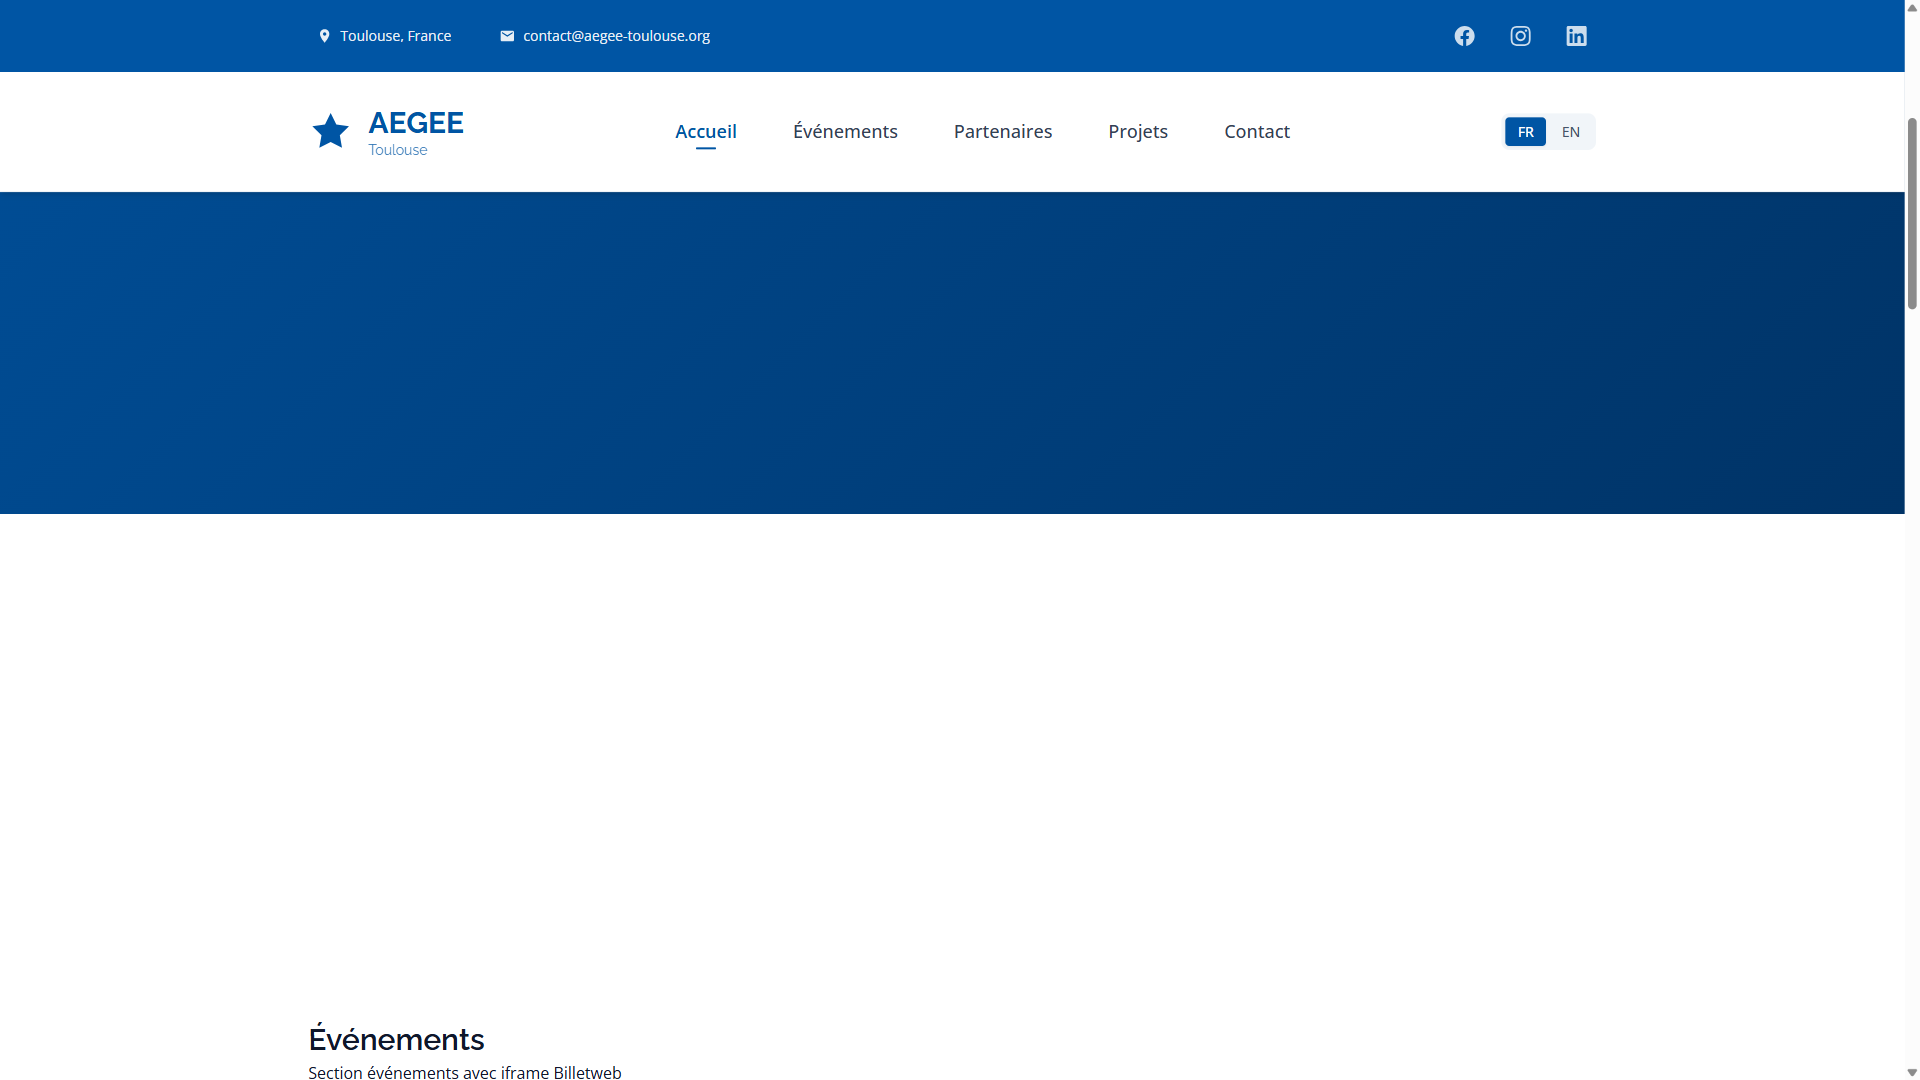 Toulouse, France
contact@aegee-toulouse.org
AEGEE
Toulouse
Accueil
Événements
Partenaires
Projets
Contact
FR
EN
Événements
Section événements avec iframe Billetweb